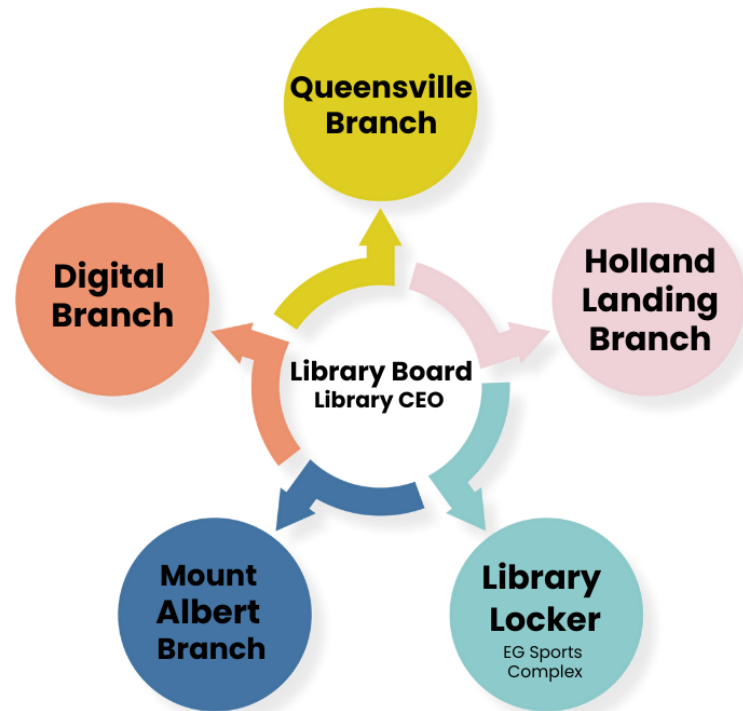 Queensville
Branch
Digital
Branch
Holland
Landing
Branch
Library Board
Library CEO
Mount
Albert
Branch
Library
Locker
EG Sports
Complex